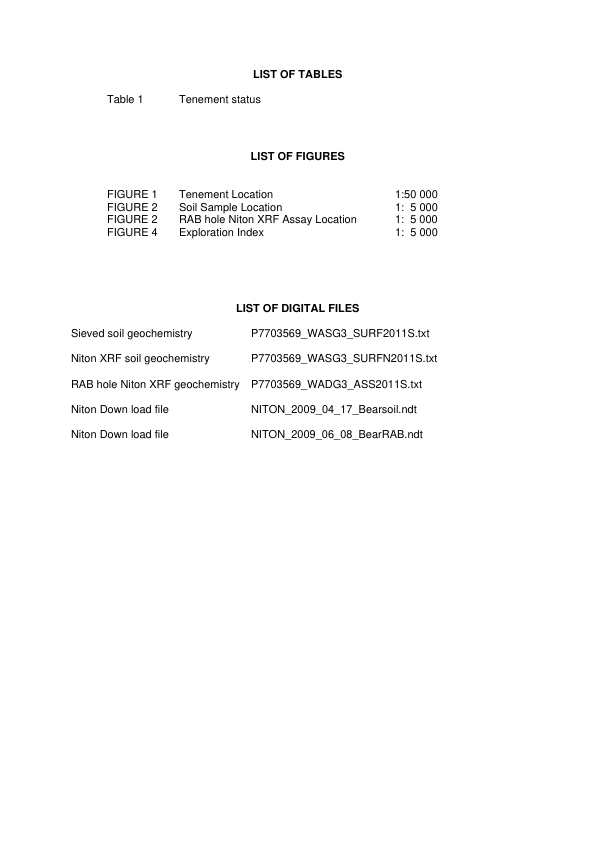 LIST OF TABLES
Table 1 Tenement status
LIST OF FIGURES
FIGURE 1 Tenement Location 1:50 000
FIGURE 2 Soil Sample Location 1: 5 000
FIGURE 2 RAB hole Niton XRF Assay Location 1: 5 000
FIGURE 4 Exploration Index 1: 5 000
LIST OF DIGITAL FILES
Sieved soil geochemistry P7703569_WASG3_SURF2011S.txt
Niton XRF soil geochemistry P7703569_WASG3_SURFN2011S.txt
RAB hole Niton XRF geochemistry P7703569_WADG3_ASS2011S.txt
Niton Down load file NITON_2009_04_17_Bearsoil.ndt
Niton Down load file NITON_2009_06_08_BearRAB.ndt